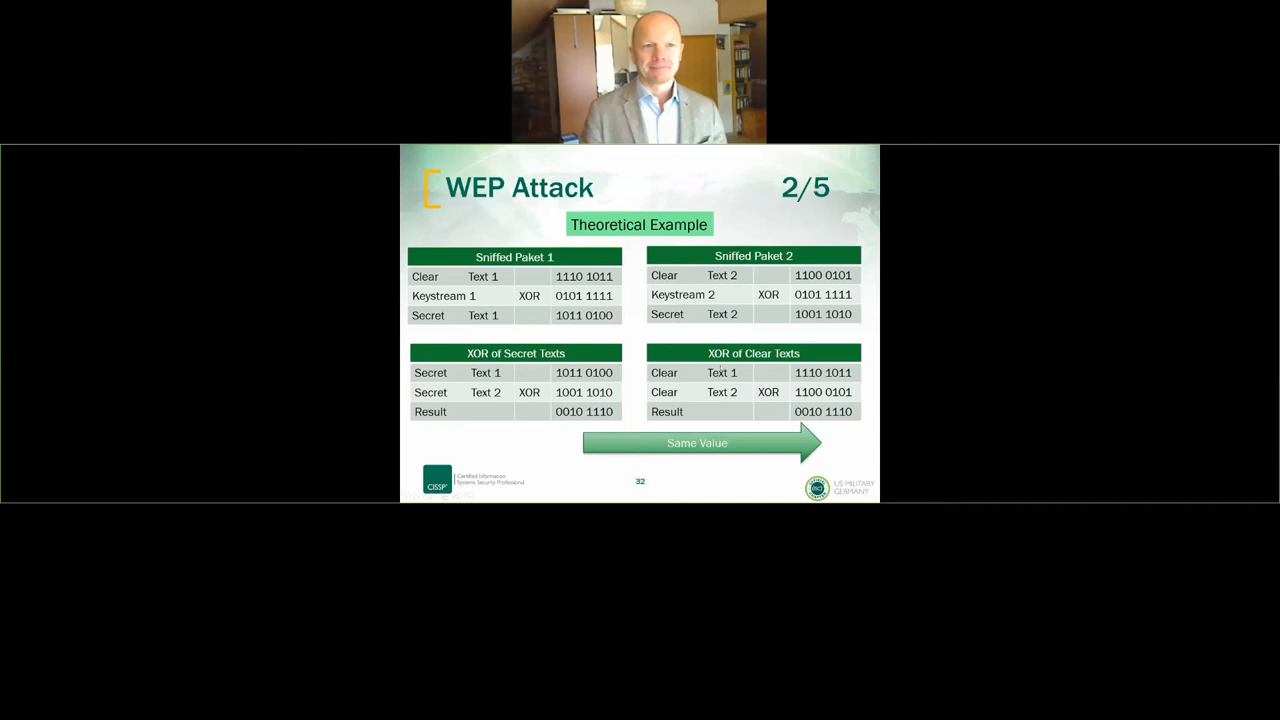 WEP Attack 2/5
Theoretical Example
Sniffed Paket 1
Clear Text 1 1110 1011
Keystream 1 XOR 0101 1111
Secret Text 1 1011 0100
Sniffed Paket 2
Clear Text 2 1100 0101
Keystream 2 XOR 0101 1111
Secret Text 2 1001 1010
XOR of Secret Texts
Secret Text 1 1011 0100
Secret Text 2 XOR 1001 1010
Result 0010 1110
XOR of Clear Texts
Clear Text 1 1110 1011
Clear Text 2 XOR 1100 0101
Result 0010 1110
Same Value
CISSP
Certified Information
Systems Security Professional
32
US MILITARY
GERMANY